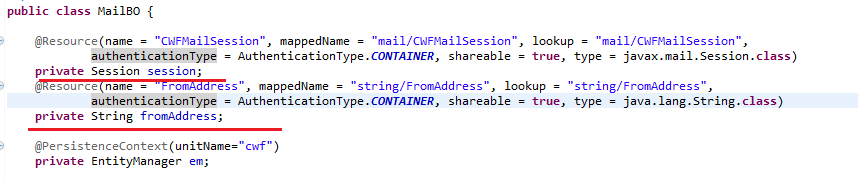 public class MailBO {
@Resource(name = "CWFMailSession", mappedName = "mail/CWFMailSession", lookup = "mail/CWFMailSession",
authenticationType = AuthenticationType.CONTAINER, shareable = true, type = javax.mail.Session.class)
private Session session;
@Resource(name = "FromAddress", mappedName = "string/FromAddress", lookup = "string/FromAddress",
authenticationType = AuthenticationType.CONTAINER, shareable = true, type = java.lang.String.class)
private String fromAddress;
@PersistenceContext(unitName="cwf")
private EntityManager em;